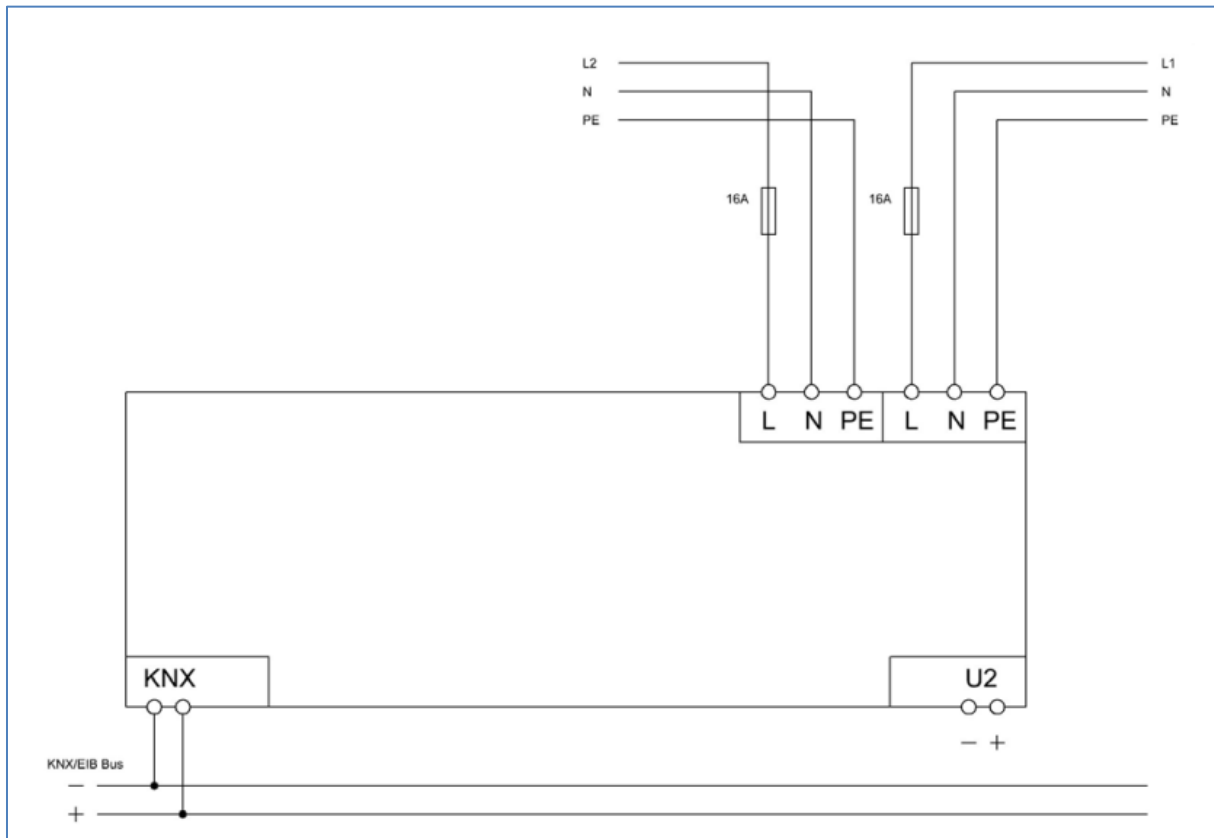 L2 L1
N N
PE PE
16A 16A
L N PE L N PE
KNX U2
− +
KNX/EIB Bus
−
+